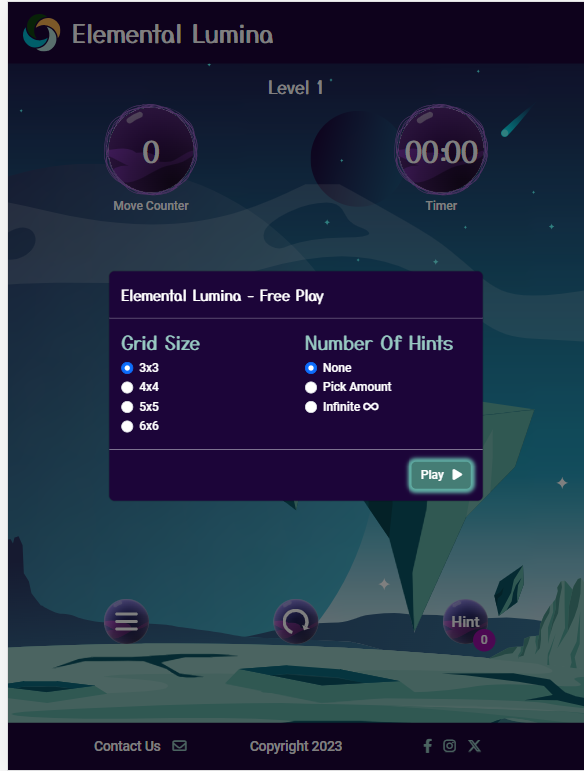 Elemental Lumina
Level 1
0
00:00
Move Counter
Timer
Elemental Lumina - Free Play
Grid Size
3x3
4x4
5x5
6x6
Number Of Hints
None
Pick Amount
Infinite ∞
Play
Hint
0
Contact Us
Copyright 2023